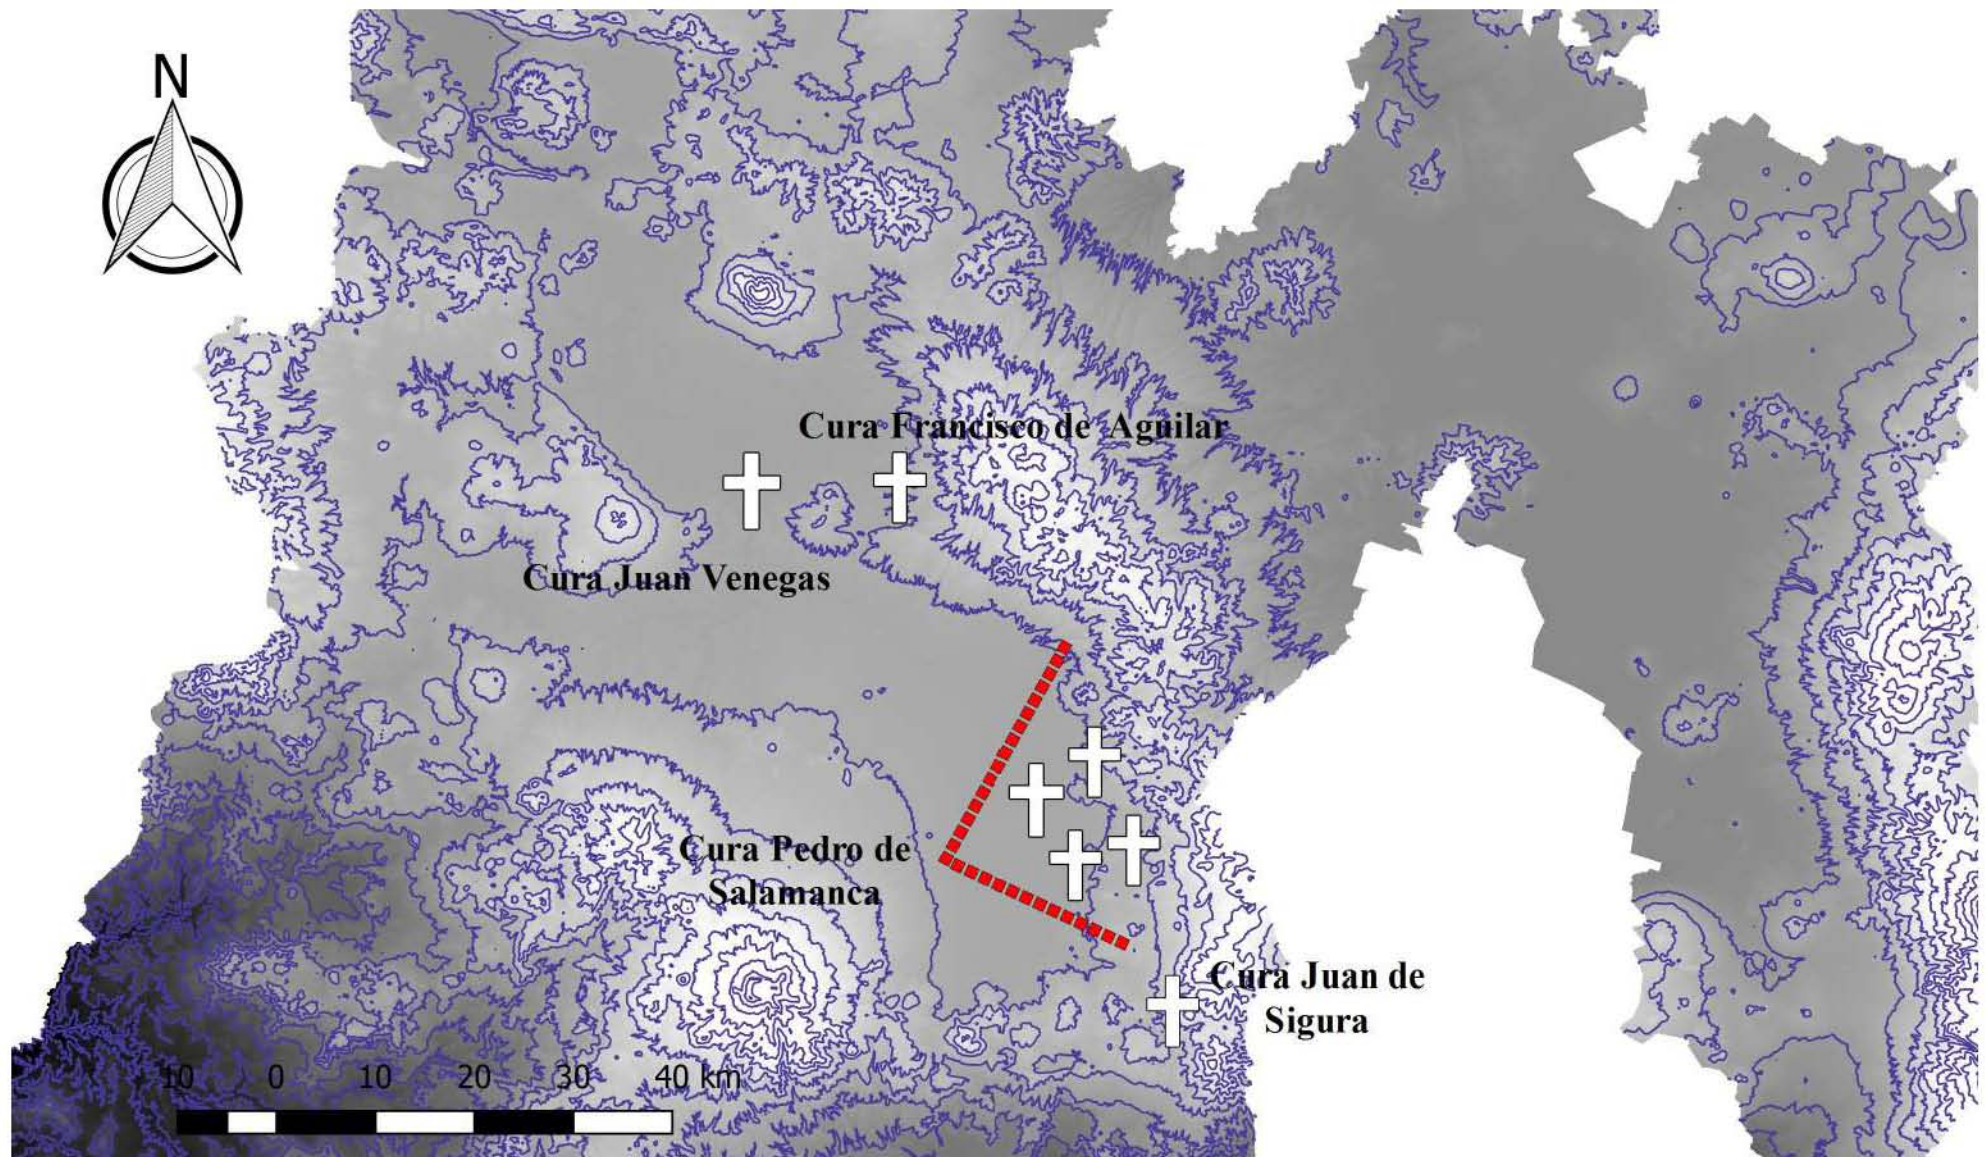 N
Cura Francisco de Aguilar
Cura Juan Venegas
Cura Pedro de
Salamanca
Cura Juan de
Sigura
10 0 10 20 30 40 km